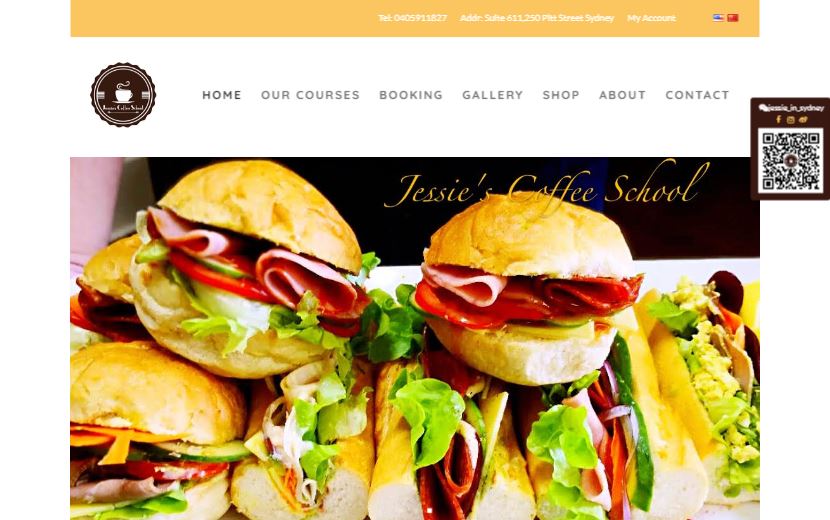 Tel: 0405911827 Addr: Suite 611,250 Pitt Street Sydney My Account
Jessie's Coffee School
HOME OUR COURSES BOOKING GALLERY SHOP ABOUT CONTACT
jessie_in_sydney
Jessie's Coffee School